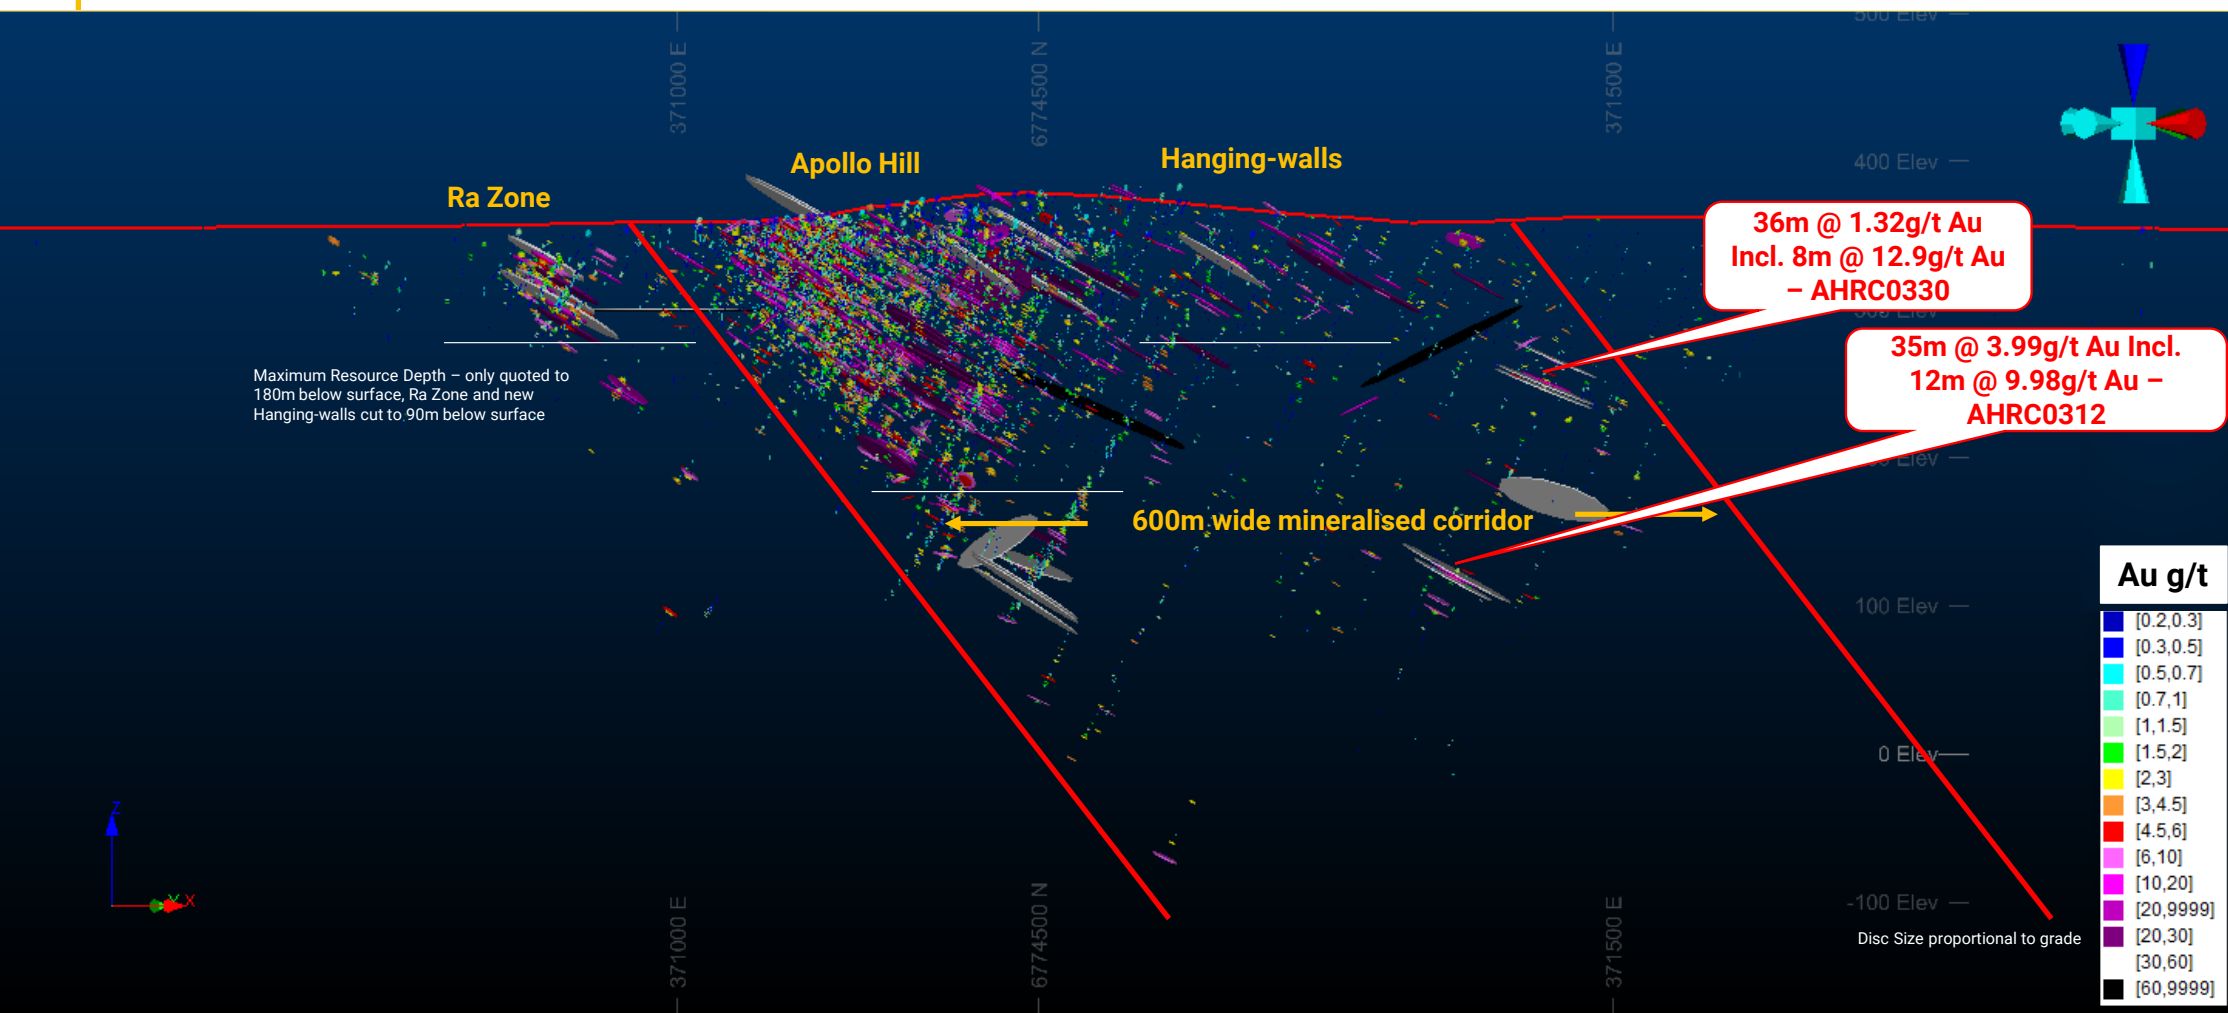 500 Elev
371000 E
6774500 N
371500 E
400 Elev
Apollo Hill
Hanging-walls
Ra Zone
36m @ 1.32g/t Au
Incl. 8m @ 12.9g/t Au
– AHRC0330
35m @ 3.99g/t Au Incl.
12m @ 9.98g/t Au –
AHRC0312
Maximum Resource Depth – only quoted to
180m below surface, Ra Zone and new
Hanging-walls cut to 90m below surface
Elev
600m wide mineralised corridor
100 Elev
0 Elev
-100 Elev
Z
Y
X
371000 E
6774500 N
371500 E
Disc Size proportional to grade
Au g/t
[0.2,0.3]
[0.3,0.5]
[0.5,0.7]
[0.7,1]
[1,1.5]
[1.5,2]
[2,3]
[3,4.5]
[4.5,6]
[6,10]
[10,20]
[20,9999]
[20,30]
[30,60]
[60,9999]